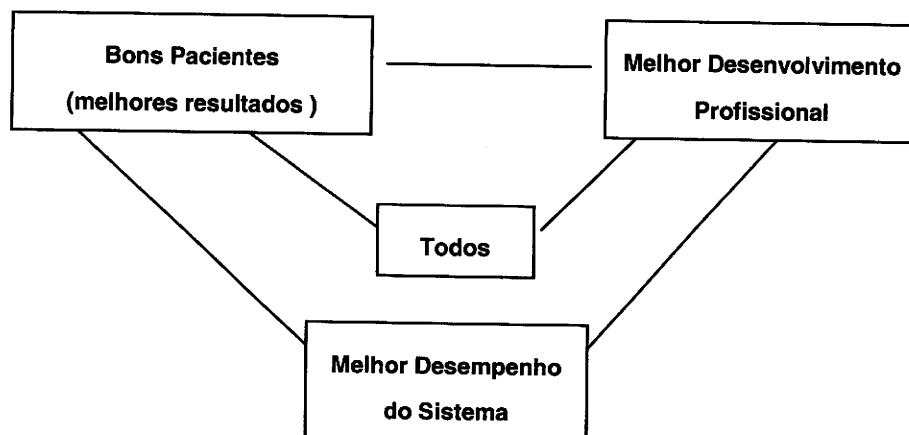 Bons Pacientes
(melhores resultados )
Melhor Desenvolvimento
Profissional
Todos
Melhor Desempenho
do Sistema